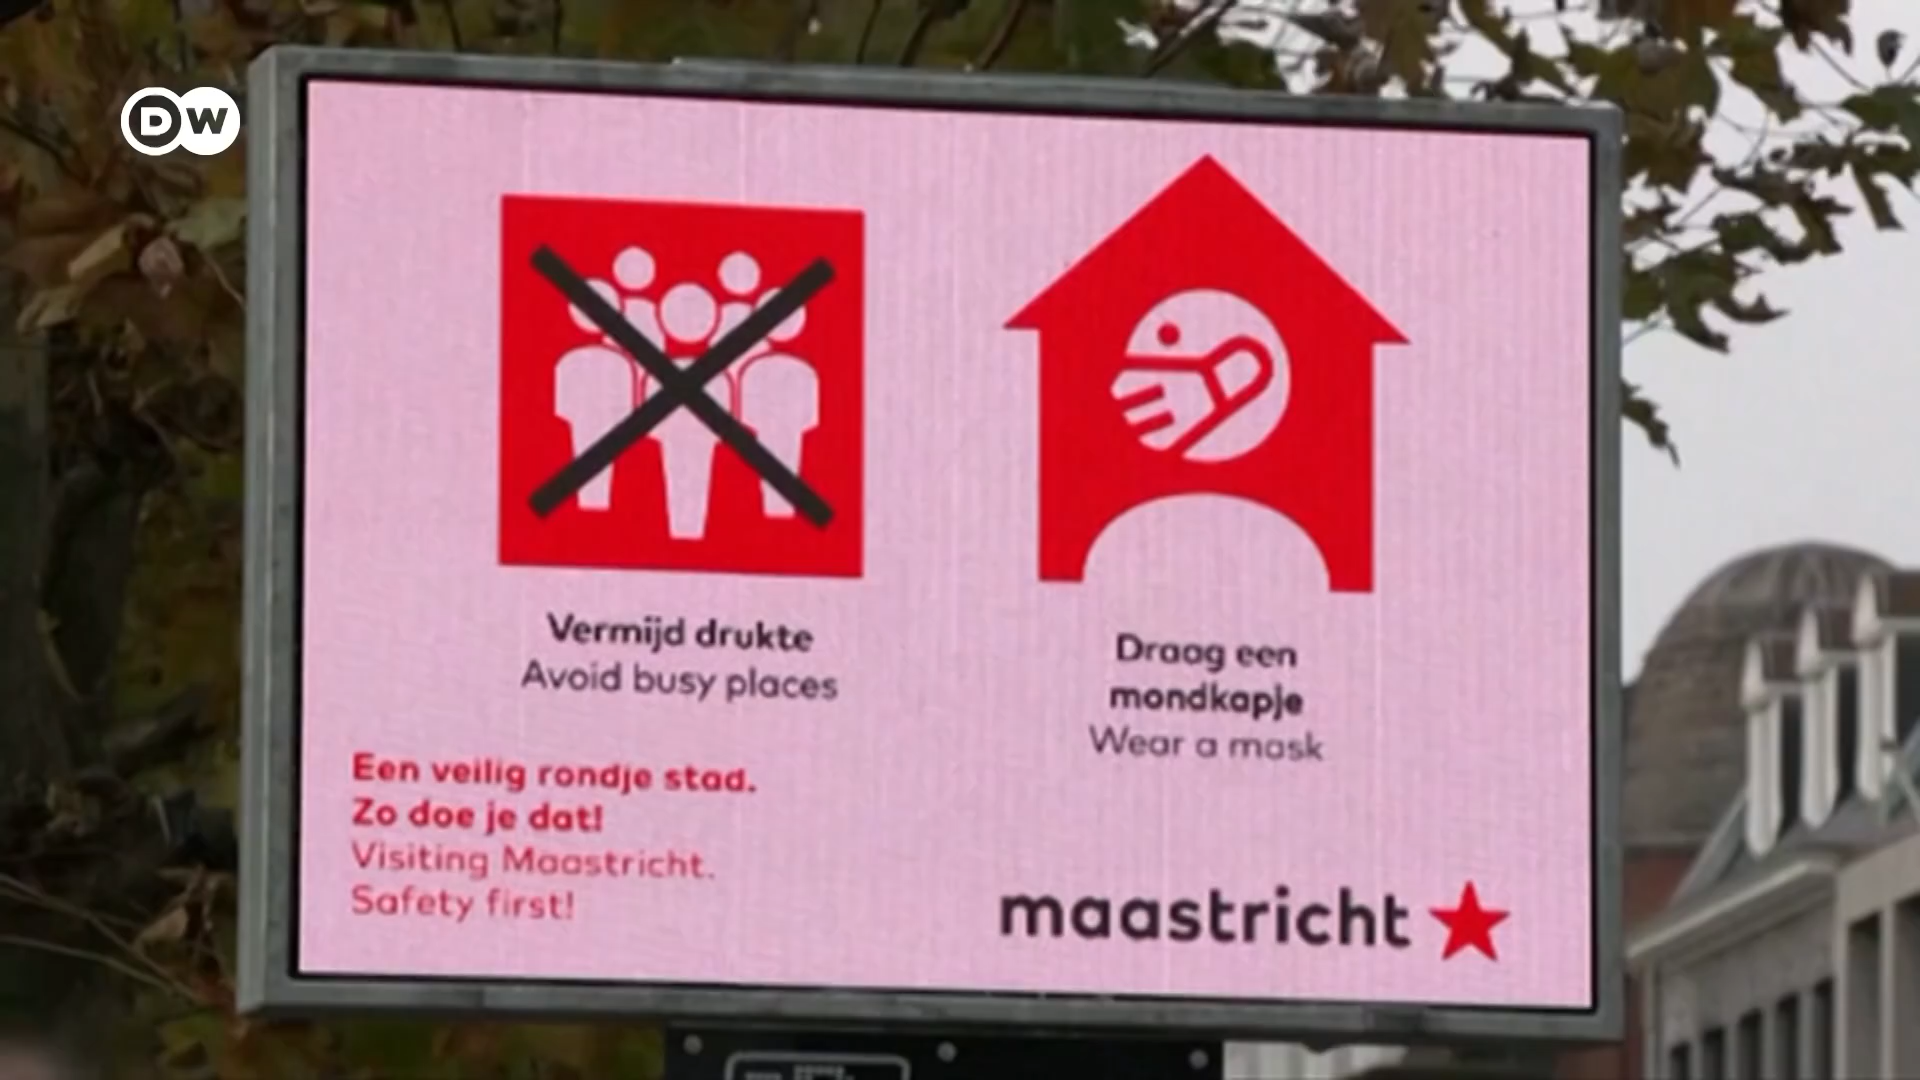 DW
Vermijd drukte
Avoid busy places
Draag een
mondkapje
Wear a mask
Een veilig rondje stad.
Zo doe je dat!
Visiting Maastricht.
Safety first!
maastricht